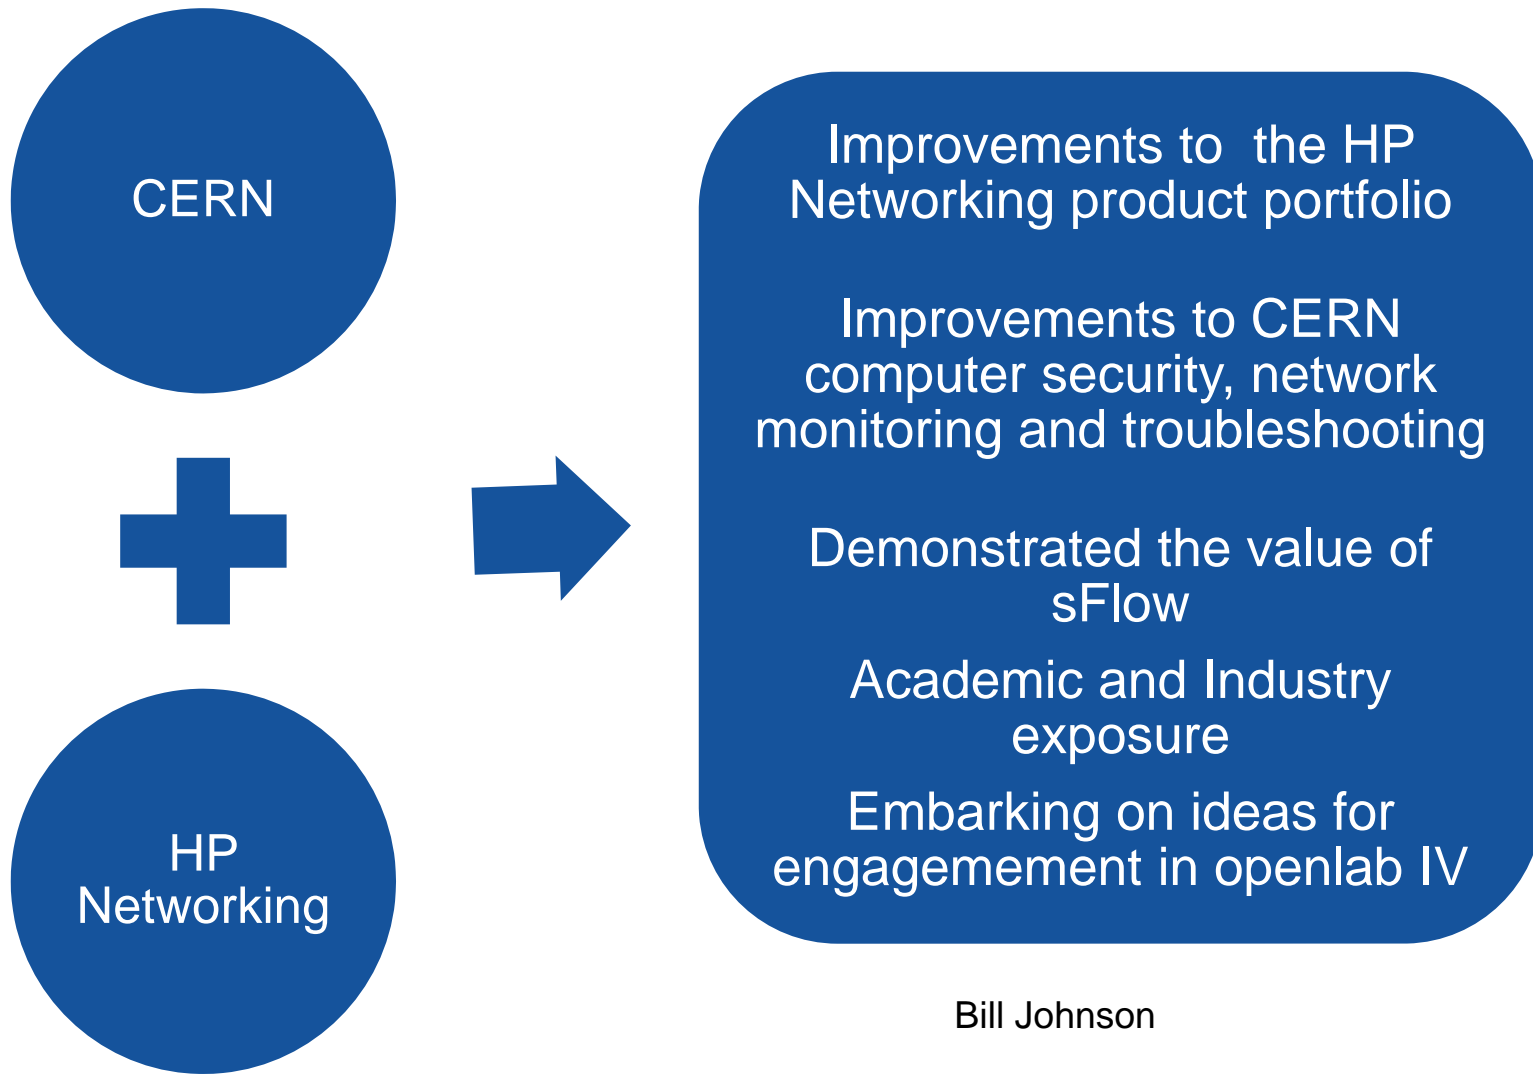 CERN
HP
Networking
Improvements to  the HP
Networking product portfolio
Improvements to CERN
computer security, network
monitoring and troubleshooting
Demonstrated the value of
sFlow
Academic and Industry
exposure
Embarking on ideas for
engagemement in openlab IV
Bill Johnson